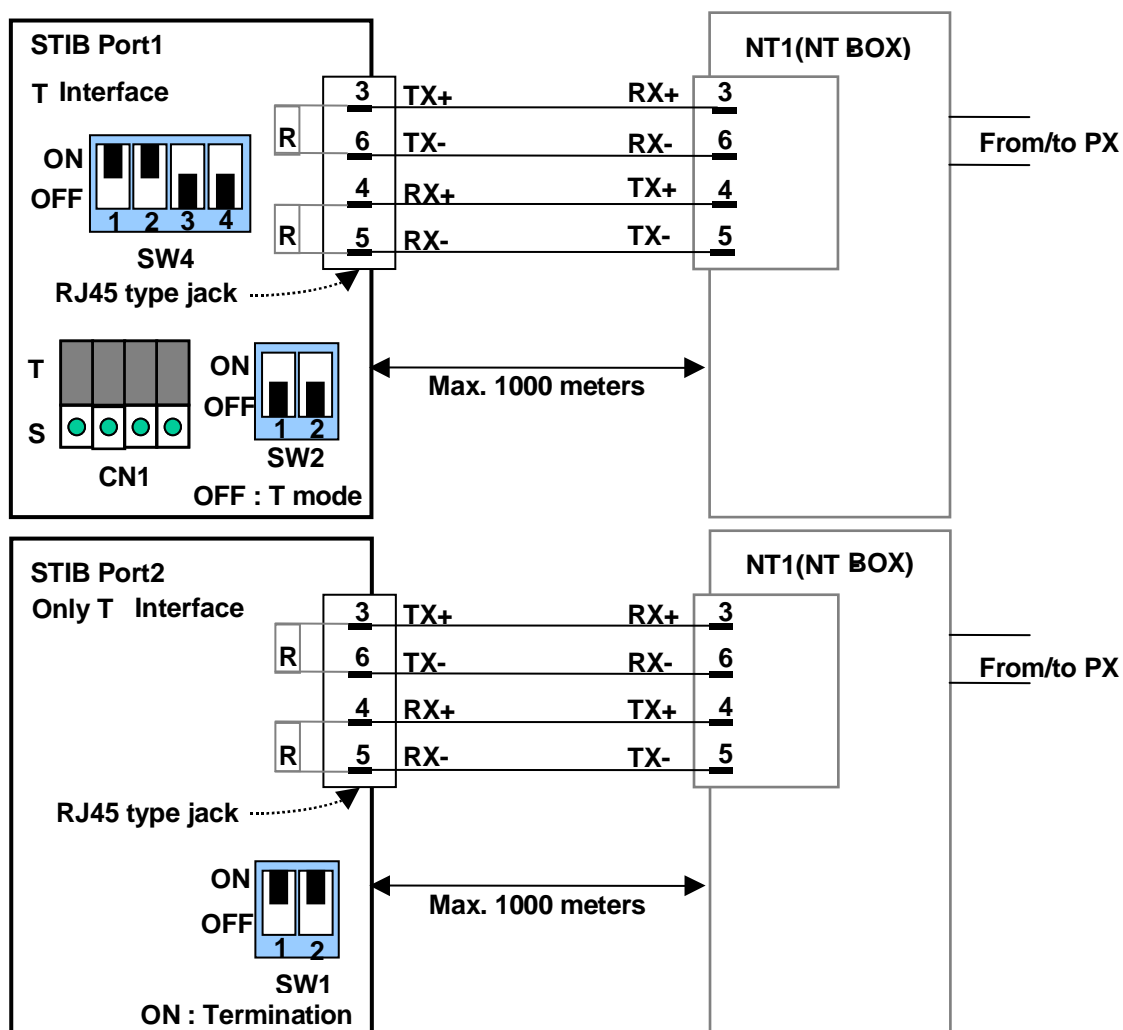 STIB Port1
T Interface
ON
OFF
1 2 3 4
SW4
RJ45 type jack
T
S
CN1
ON
OFF
1 2
SW2
OFF : T mode
R
R
3 TX+
6 TX-
4 RX+
5 RX-
Max. 1000 meters
NT1(NT BOX)
RX+ 3
RX- 6
TX+ 4
TX- 5
From/to PX
STIB Port2
Only T Interface
R
R
3 TX+
6 TX-
4 RX+
5 RX-
RJ45 type jack
ON
OFF
1 2
SW1
ON : Termination
Max. 1000 meters
NT1(NT BOX)
RX+ 3
RX- 6
TX+ 4
TX- 5
From/to PX